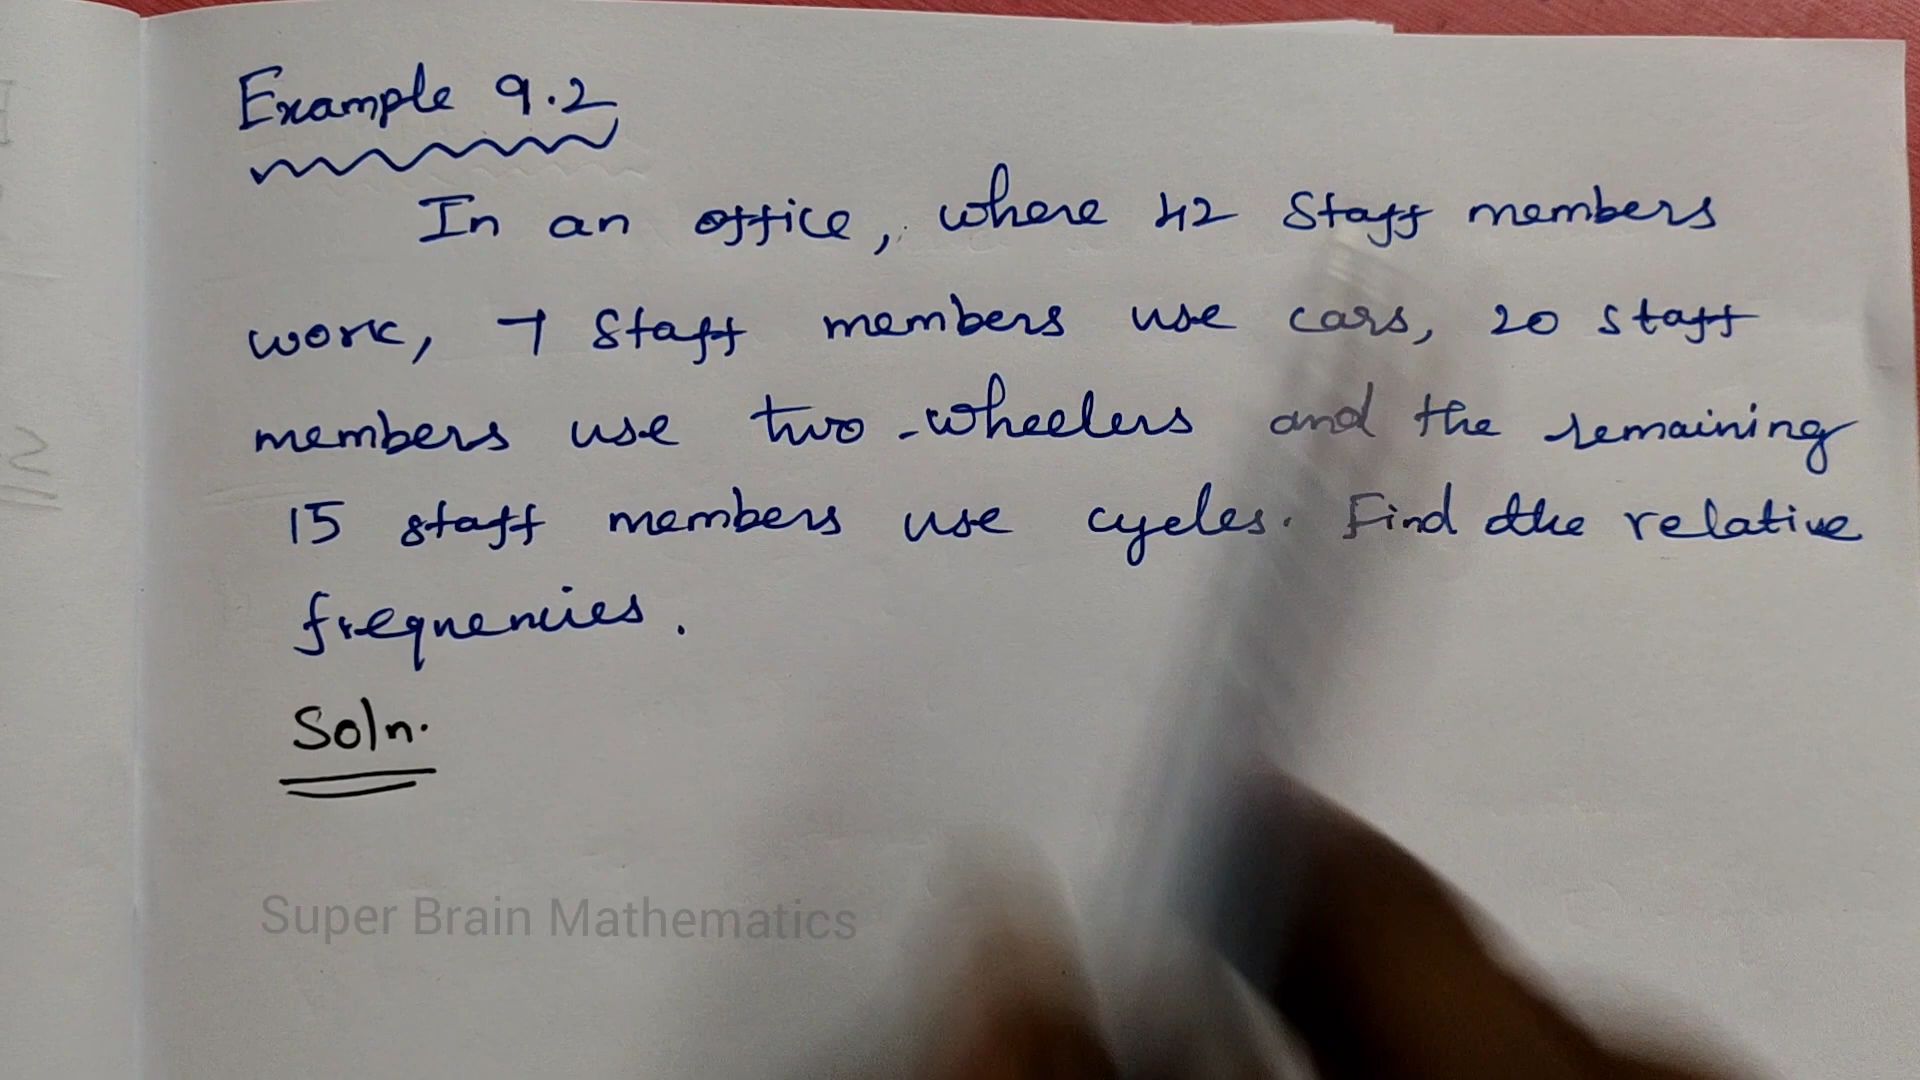 Example 9.2
In an office, where 42 Staff members
work, 7 Staff members use cars, 20 staff
members use two-wheelers and the remaining
15 staff members use cycles. Find the relative
frequencies.
Soln.
Super Brain Mathematics